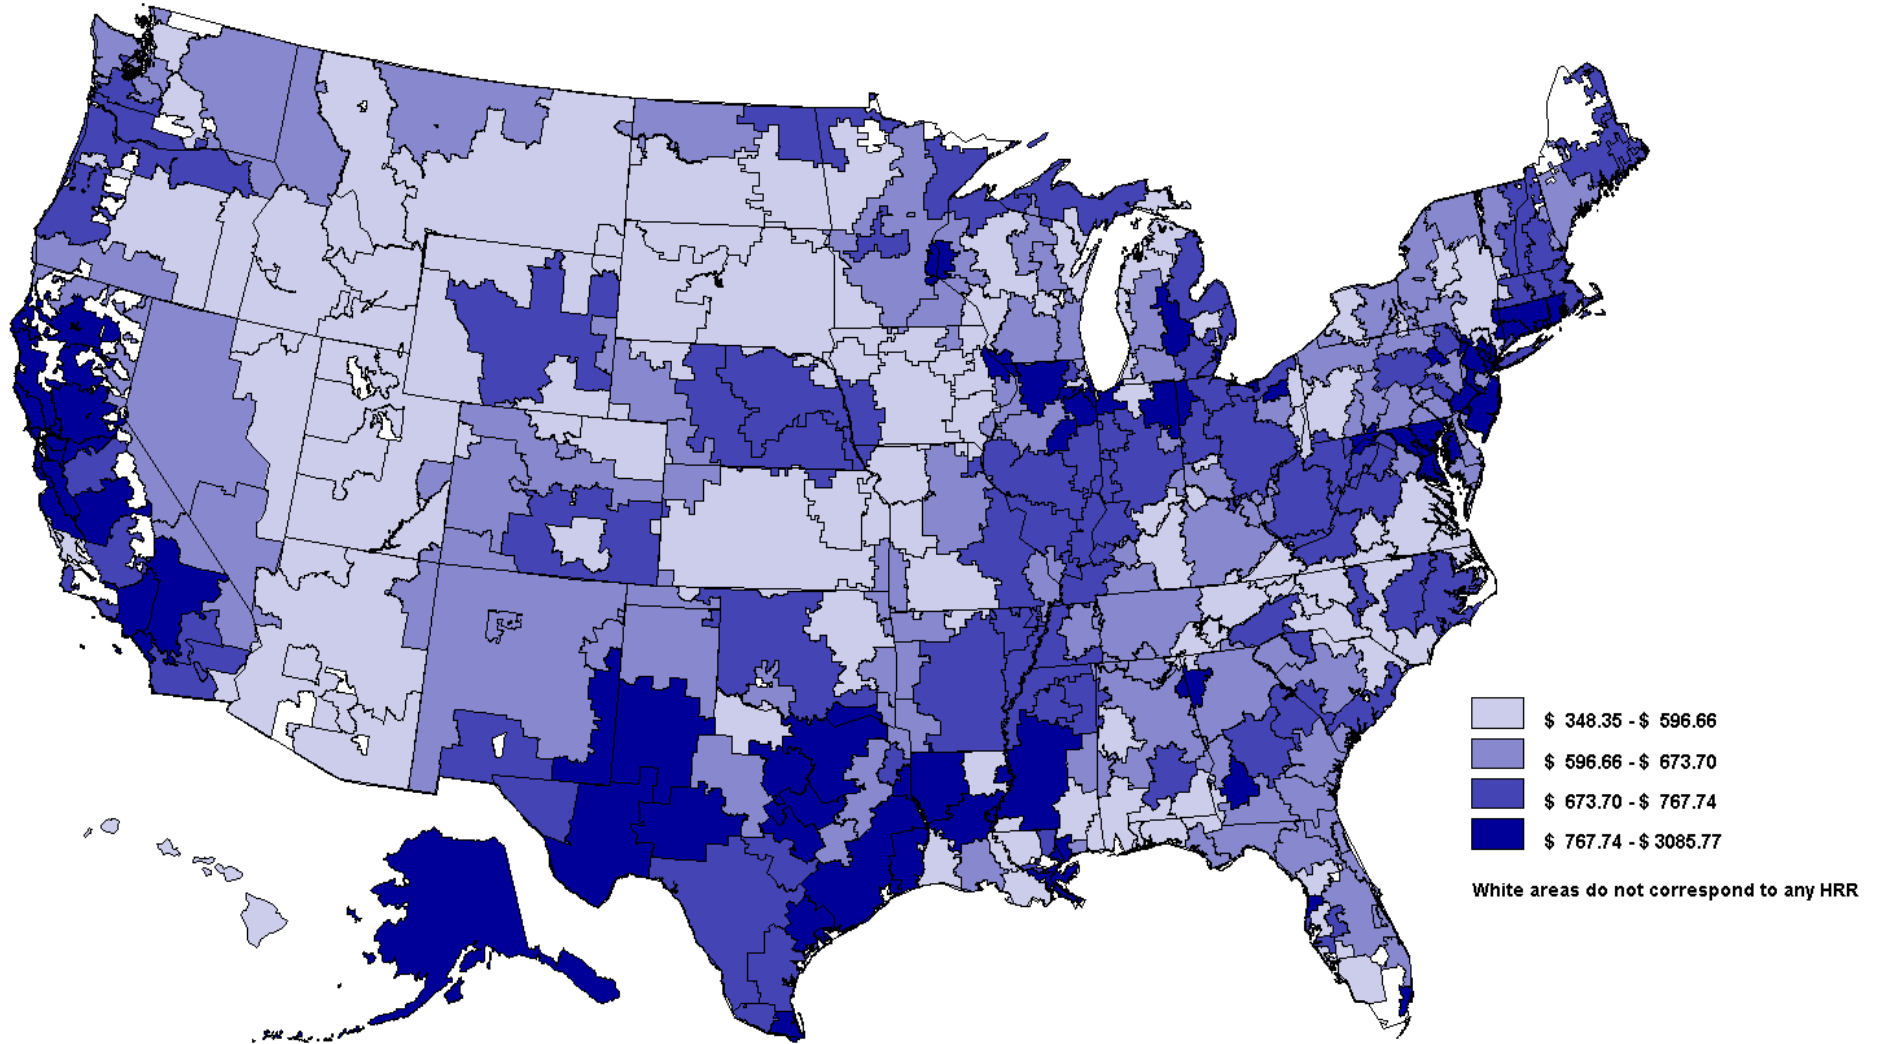 $ 348.35 - $ 596.66
$ 596.66 - $ 673.70
$ 673.70 - $ 767.74
$ 767.74 - $ 3085.77
White areas do not correspond to any HRR